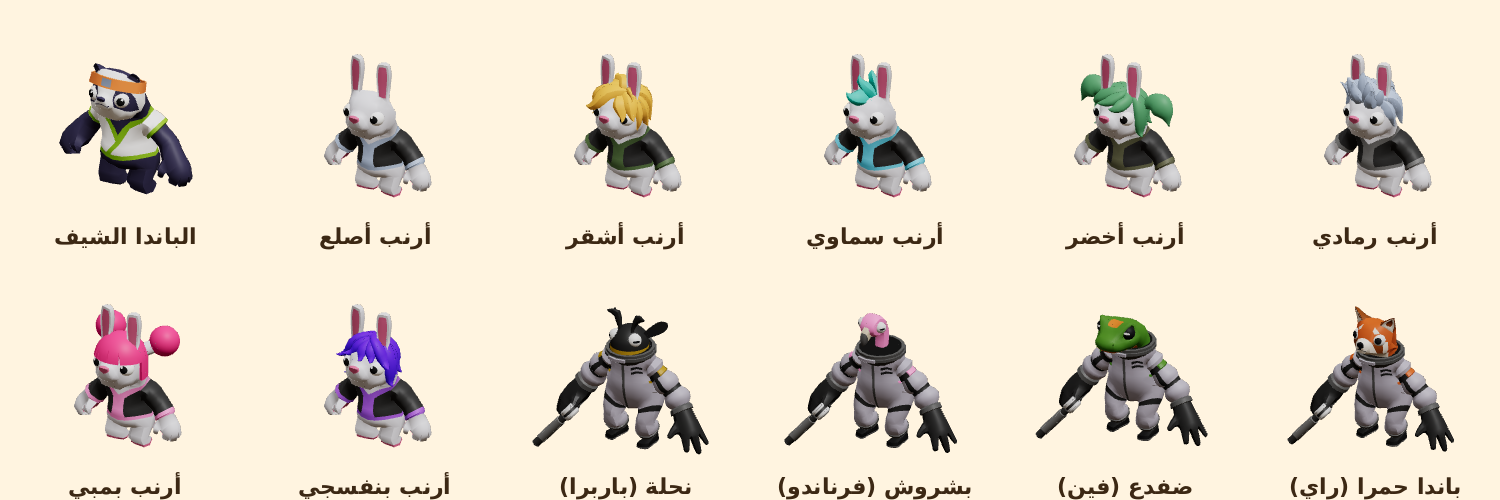 الباندا الشيف
أرنب أصلع
أرنب أشقر
أرنب سماوي
أرنب أخضر
أرنب رمادي
أرنب بمبي
أرنب بنفسجي
نحلة (باربرا)
بشروش (فرناندو)
ضفدع (فين)
باندا حمرا (راي)